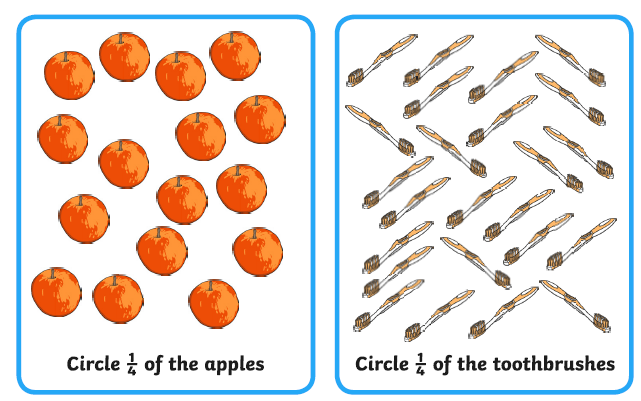 Circle 1/4 of the apples
Circle 1/4 of the toothbrushes